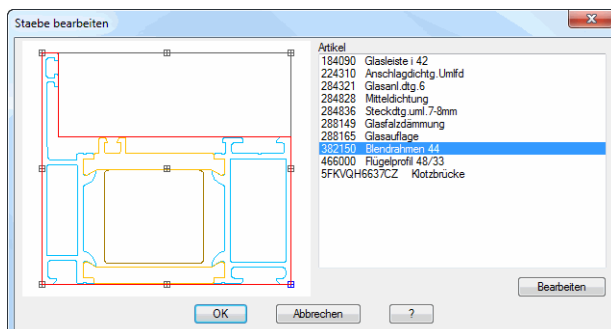 Staebe bearbeiten
Artikel
184090 Glasleiste i 42
224310 Anschlagdichtg.Umlfd
284321 Glasanl.dtg.6
284828 Mitteldichtung
284836 Steckdtg.uml.7-8mm
288149 Glasfalzdämmung
288165 Glasauflage
382150 Blendrahmen 44
466000 Flügelprofil 48/33
5FKVQH6637CZ Klotzbrücke
Bearbeiten
OK Abbrechen ?